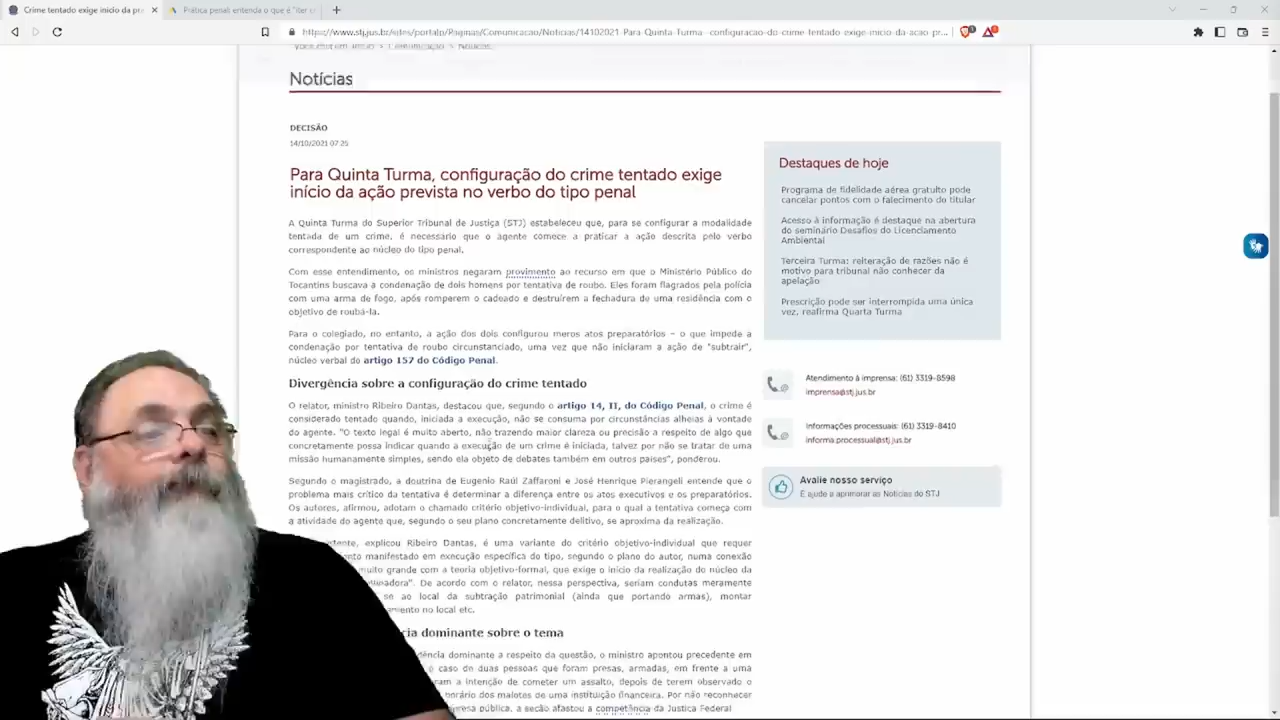 Crime tentado exige início da pr
Prática penal entenda o que é "iter c
https://www.stj.jus.br/sites/portalp/Paginas/Comunicacao/Noticias/14102021-Para-Quinta-Turma--configuracao-do-crime-tentado-exige-inicio-da-acao-pr...
Você está em: Início > Comunicação > Notícias
Notícias
DECISÃO
14/10/2021 07:25
Para Quinta Turma, configuração do crime tentado exige
início da ação prevista no verbo do tipo penal
A Quinta Turma do Superior Tribunal de Justiça (STJ) estabeleceu que, para se configurar a modalidade
tentada de um crime, é necessário que o agente comece a praticar a ação descrita pelo verbo
correspondente ao núcleo do tipo penal.
Com esse entendimento, os ministros negaram provimento ao recurso em que o Ministério Público do
Tocantins buscava a condenação de dois homens por tentativa de roubo. Eles foram flagrados pela polícia
com uma arma de fogo, após romperem o cadeado e destruírem a fechadura de uma residência com o
objetivo de roubá-la.
Para o colegiado, no entanto, a ação dos dois configurou meros atos preparatórios – o que impede a
condenação por tentativa de roubo circunstanciado, uma vez que não iniciaram a ação de "subtrair",
núcleo verbal do artigo 157 do Código Penal.
Divergência sobre a configuração do crime tentado
O relator, ministro Ribeiro Dantas, destacou que, segundo o artigo 14, II, do Código Penal, o crime é
considerado tentado quando, iniciada a execução, não se consuma por circunstâncias alheias à vontade
do agente. "O texto legal é muito aberto, não trazendo maior clareza ou precisão a respeito de algo que
concretamente possa indicar quando a execução de um crime é iniciada, talvez por não se tratar de uma
missão humanamente simples, sendo ela objeto de debates também em outros países", ponderou.
Segundo o magistrado, a doutrina de Eugenio Raúl Zaffaroni e José Henrique Pierangeli entende que o
problema mais crítico da tentativa é determinar a diferença entre os atos executivos e os preparatórios.
Os autores, afirmou, adotam o chamado critério objetivo-individual, para o qual a tentativa começa com
a atividade do agente que, segundo o seu plano concretamente delitivo, se aproxima da realização.
explicou Ribeiro Dantas, é uma variante do critério objetivo-individual que requer
manifestado em execução específica do tipo, segundo o plano do autor, numa conexão
muito grande com a teoria objetivo-formal, que exige o início da realização do núcleo da
De acordo com o relator, nessa perspectiva, seriam condutas meramente
se ao local da subtração patrimonial (ainda que portando armas), montar
no local etc.
dominante sobre o tema
dominante a respeito da questão, o ministro apontou precedente em
o caso de duas pessoas que foram presas, armadas, em frente a uma
a intenção de cometer um assalto, depois de terem observado o
horário dos malotes de uma instituição financeira. Por não reconhecer
pública, a seção afastou a competência da Justiça Federal
Destaques de hoje
Programa de fidelidade aérea gratuito pode
cancelar pontos com o falecimento do titular
Acesso à informação é destaque na abertura
do seminário Desafios do Licenciamento
Ambiental
Terceira Turma: reiteração de razões não é
motivo para tribunal não conhecer da
apelação
Prescrição pode ser interrompida uma única
vez, reafirma Quarta Turma
Atendimento à imprensa: (61) 3319-8598
imprensa@stj.jus.br
Informações processuais: (61) 3319-8410
informa.processual@stj.jus.br
Avalie nosso serviço
E ajude a aprimorar as Notícias do STJ